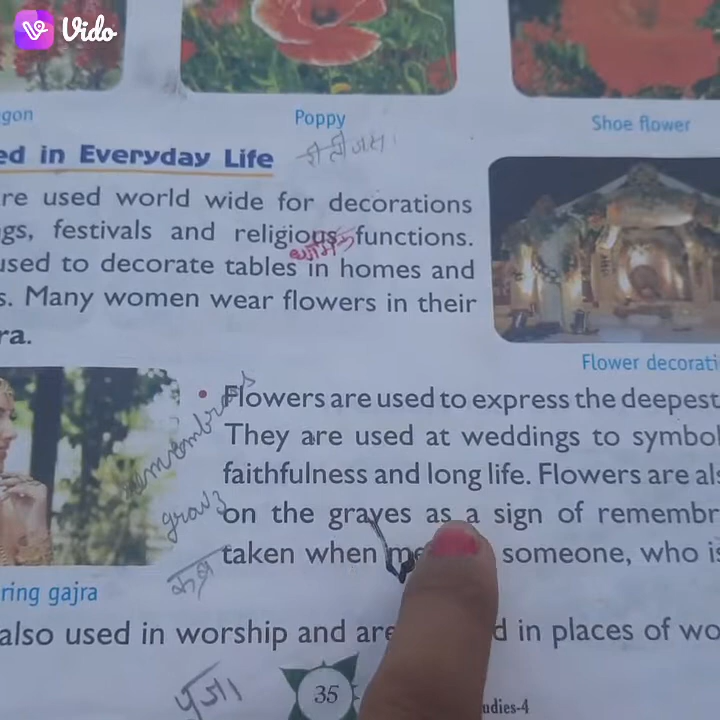 Vido
gon
Poppy
Shoe flower
ed in Everyday Life
re used world wide for decorations
gs, festivals and religious functions.
धार्मिक
used to decorate tables in homes and
s. Many women wear flowers in their
ra.
Flower decorati
• Flowers are used to express the deepest
They are used at weddings to symbol
faithfulness and long life. Flowers are als
on the graves as a sign of remembr
taken when me someone, who is
कब्र
ring gajra
also used in worship and are d in places of wo
पूजा
35
udies-4